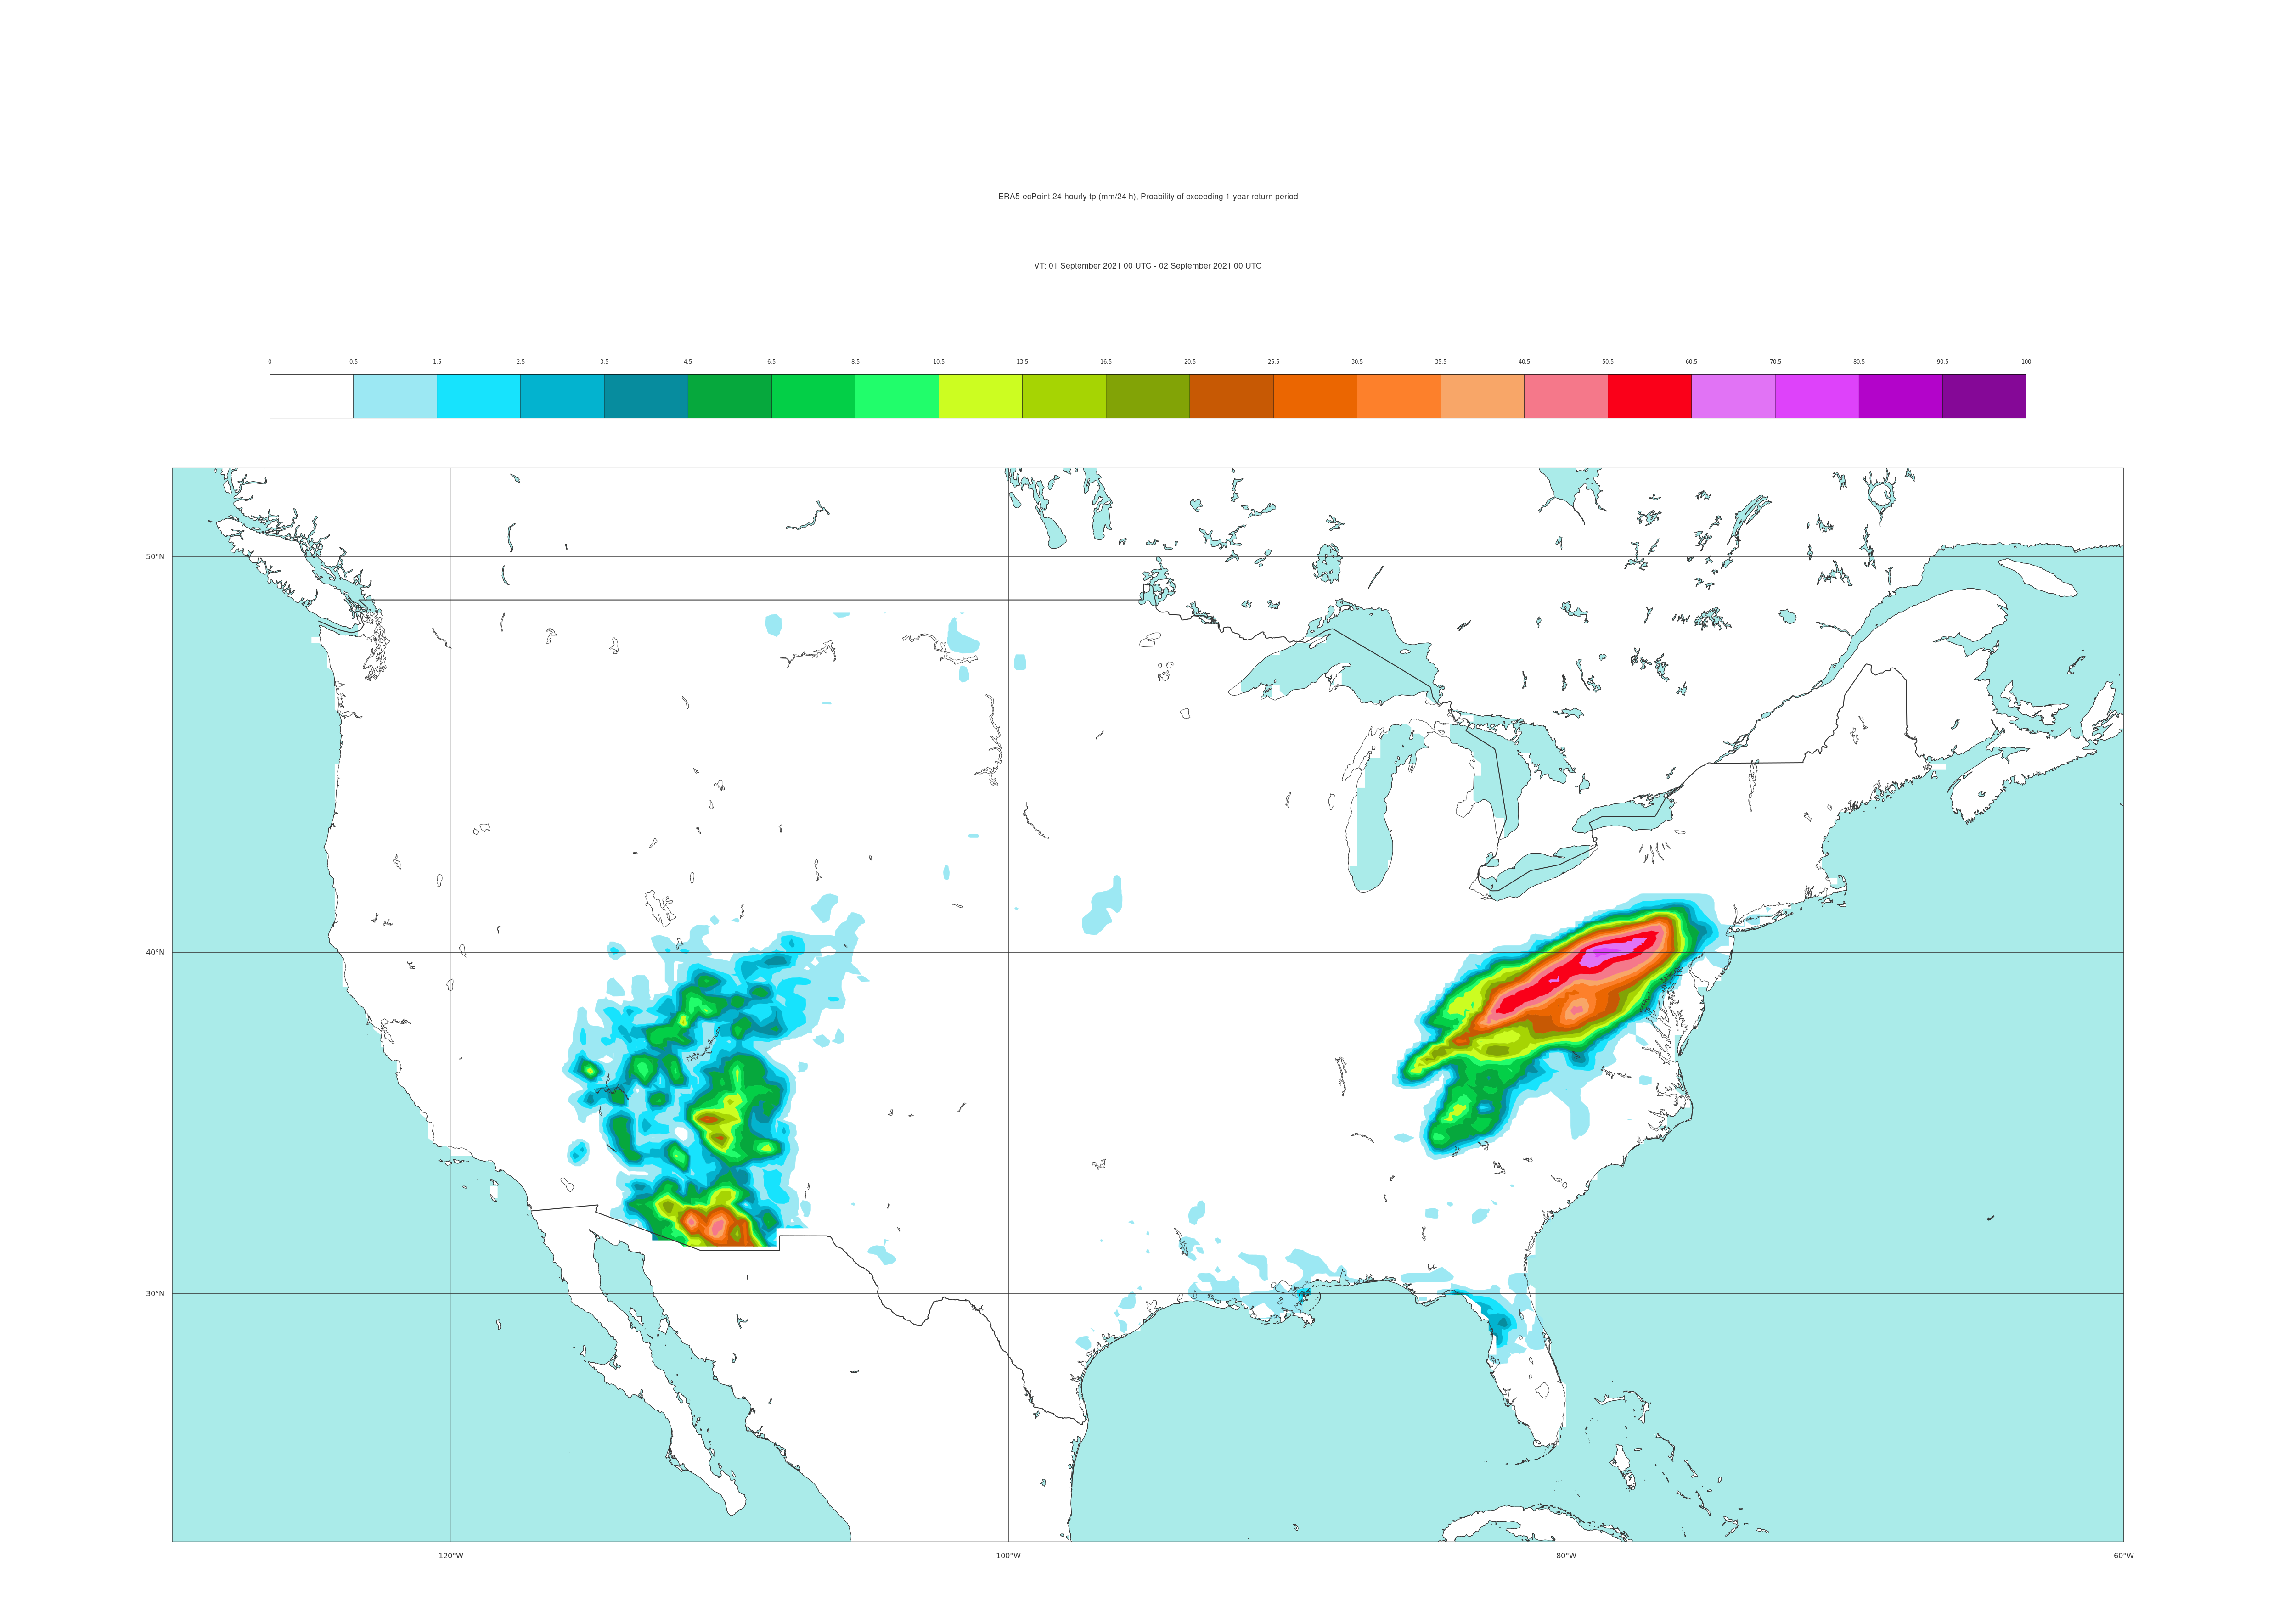 ERA5-ecPoint 24-hourly tp (mm/24 h), Proability of exceeding 1-year return period
VT: 01 September 2021 00 UTC - 02 September 2021 00 UTC
0 0.5 1.5 2.5 3.5 4.5 6.5 8.5 10.5 13.5 16.5 20.5 25.5 30.5 35.5 40.5 50.5 60.5 70.5 80.5 90.5 100
50°N
40°N
30°N
120°W 100°W 80°W 60°W